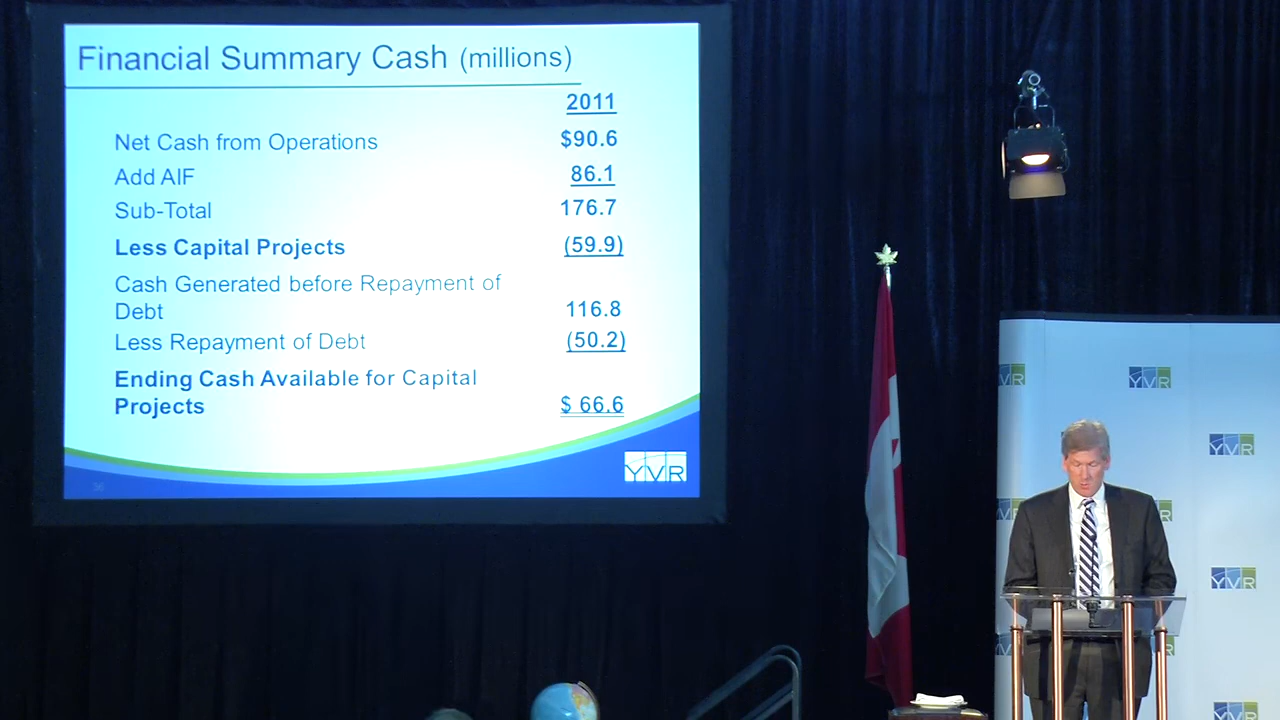 Financial Summary Cash (millions)
2011
Net Cash from Operations $90.6
Add AIF 86.1
Sub-Total 176.7
Less Capital Projects (59.9)
Cash Generated before Repayment of
Debt 116.8
Less Repayment of Debt (50.2)
Ending Cash Available for Capital
Projects $ 66.6
YVR
36
YVR
YVR
YVR
YVR
YVR